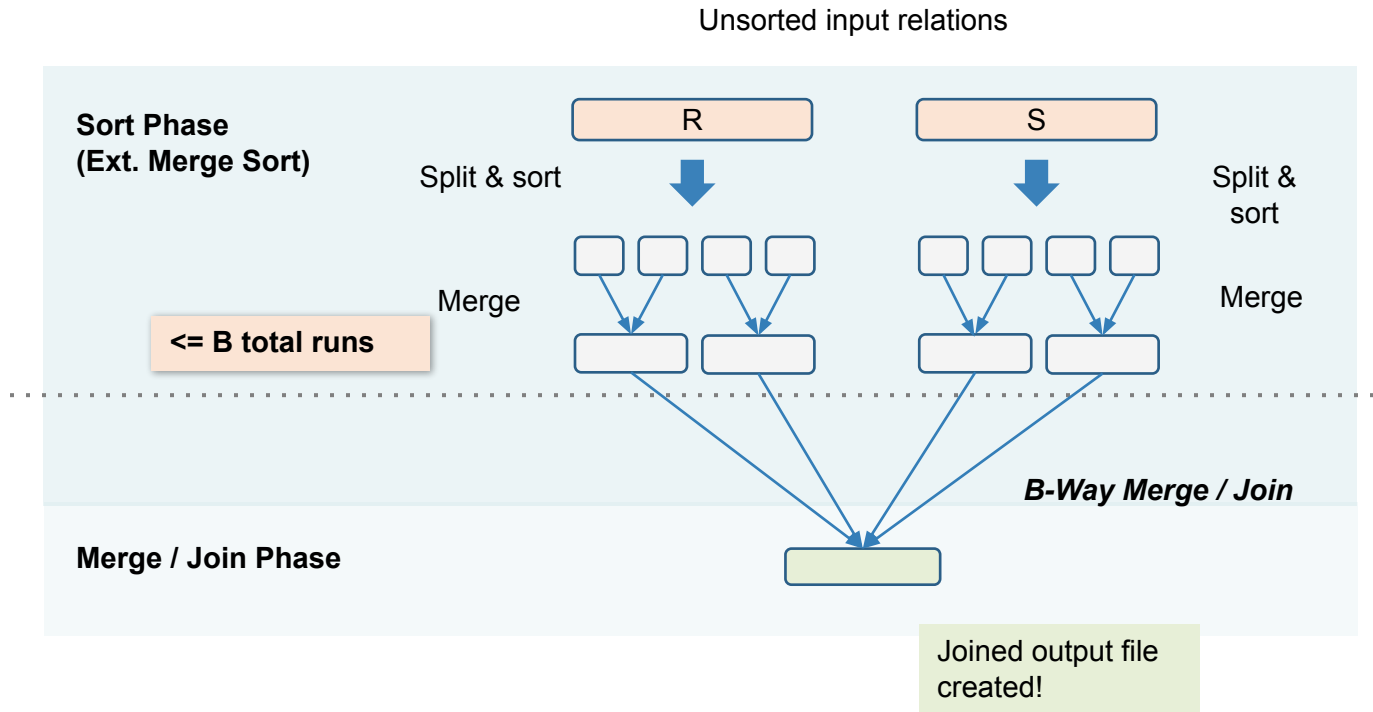 Unsorted input relations
Sort Phase
(Ext. Merge Sort)
R
S
Split & sort
Split &
sort
Merge
Merge
<= B total runs
B-Way Merge / Join
Merge / Join Phase
Joined output file
created!